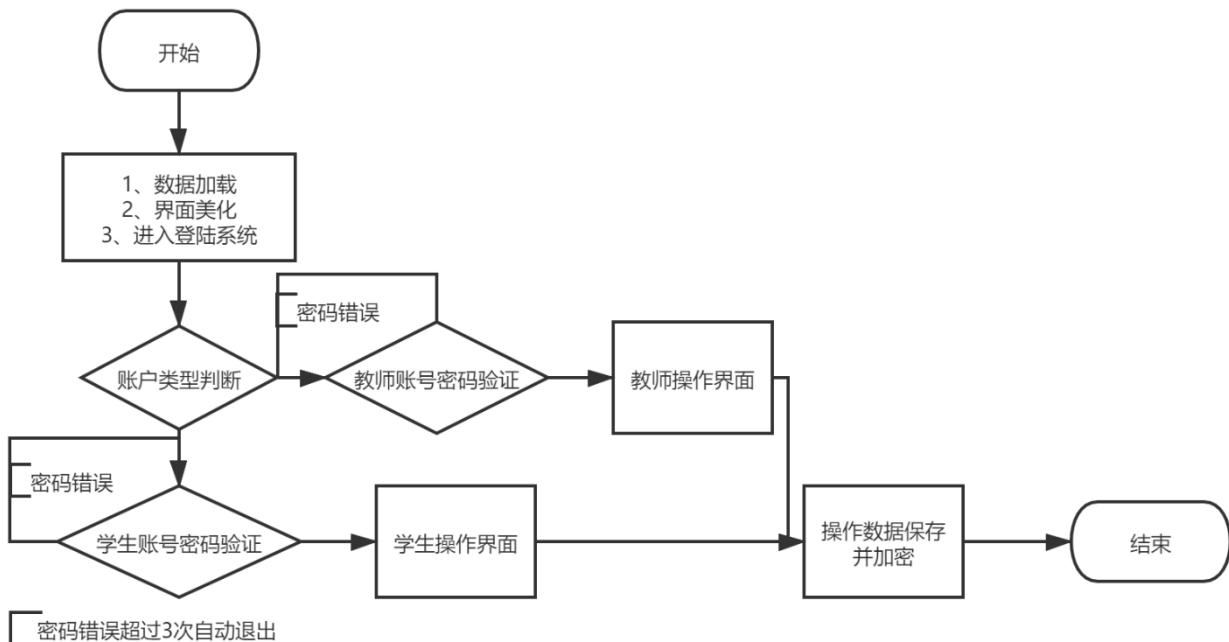 开始
1、数据加载
2、界面美化
3、进入登陆系统
密码错误
账户类型判断
教师账号密码验证
教师操作界面
密码错误
学生账号密码验证
学生操作界面
操作数据保存
并加密
结束
密码错误超过3次自动退出